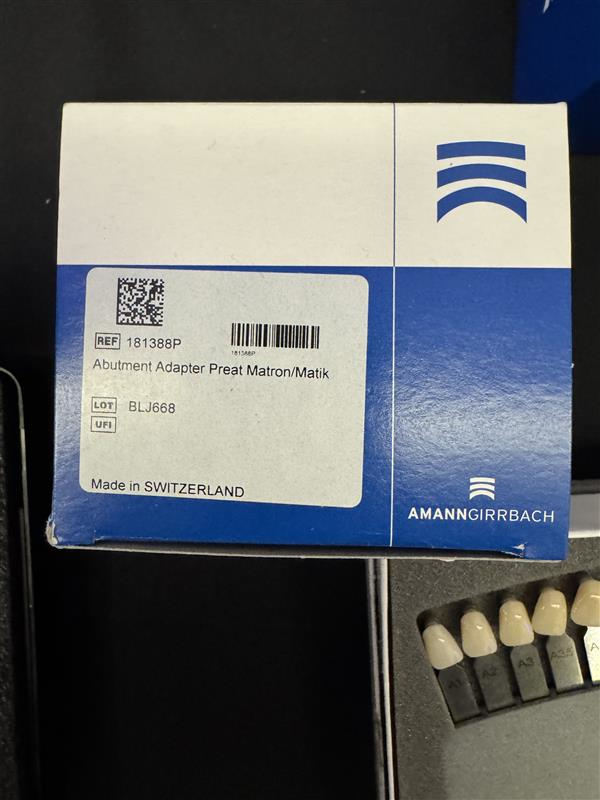 REF 181388P
181388P
Abutment Adapter Preat Matron/Matik
LOT BLJ668
UFI
Made in SWITZERLAND
AMANNGIRRBACH
A1 A2 A3 A3.5